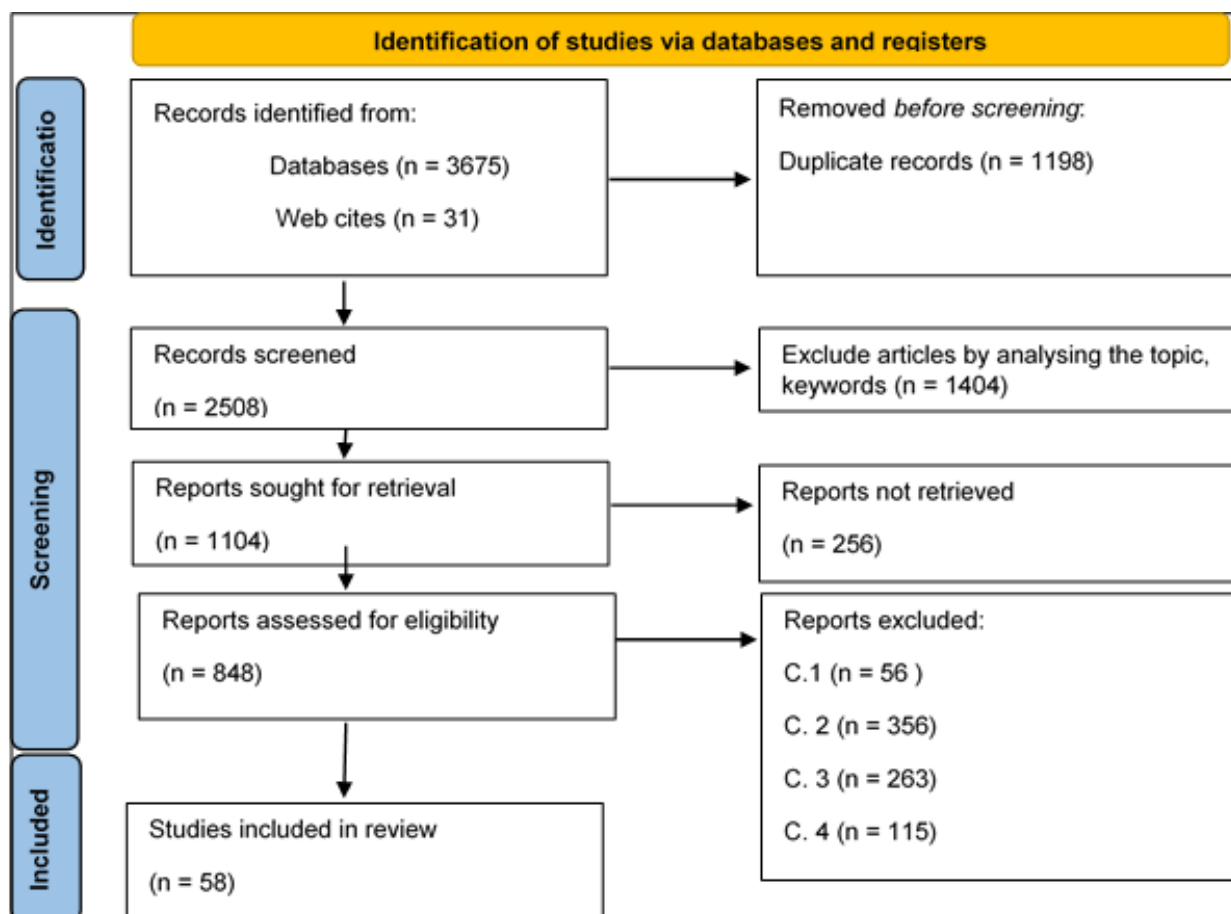 Identification of studies via databases and registers
Identificatio
Records identified from:
Databases (n = 3675)
Web cites (n = 31)
Removed before screening:
Duplicate records (n = 1198)
Screening
Records screened
(n = 2508)
Exclude articles by analysing the topic,
keywords (n = 1404)
Reports sought for retrieval
(n = 1104)
Reports not retrieved
(n = 256)
Reports assessed for eligibility
(n = 848)
Reports excluded:
C.1 (n = 56 )
C. 2 (n = 356)
C. 3 (n = 263)
C. 4 (n = 115)
Included
Studies included in review
(n = 58)